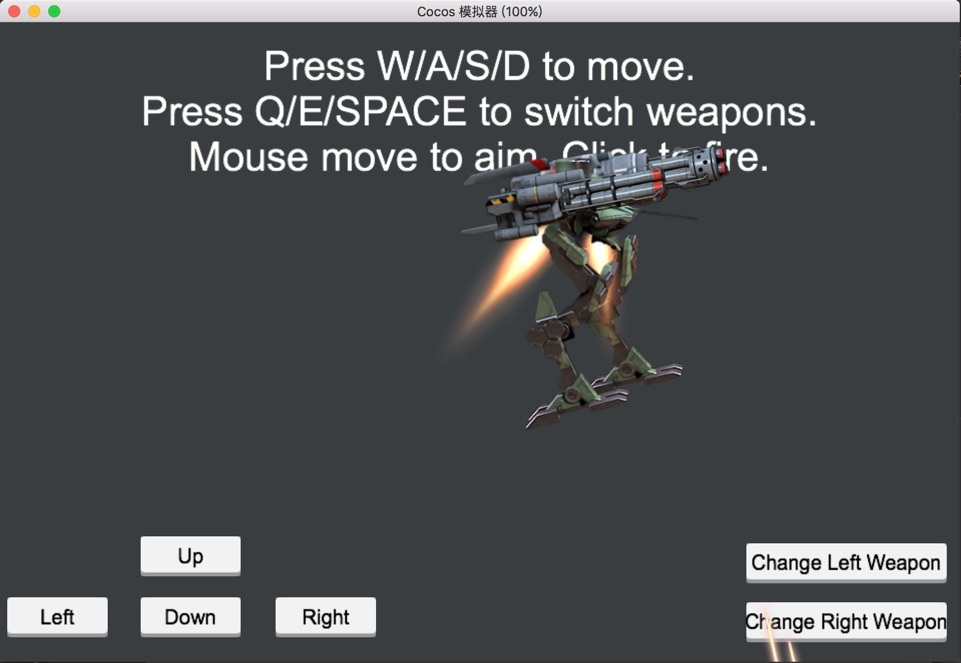 Cocos 模拟器 (100%)
Press W/A/S/D to move.
Press Q/E/SPACE to switch weapons.
Mouse move to aim. Click to fire.
Up
Left
Down
Right
Change Left Weapon
Change Right Weapon